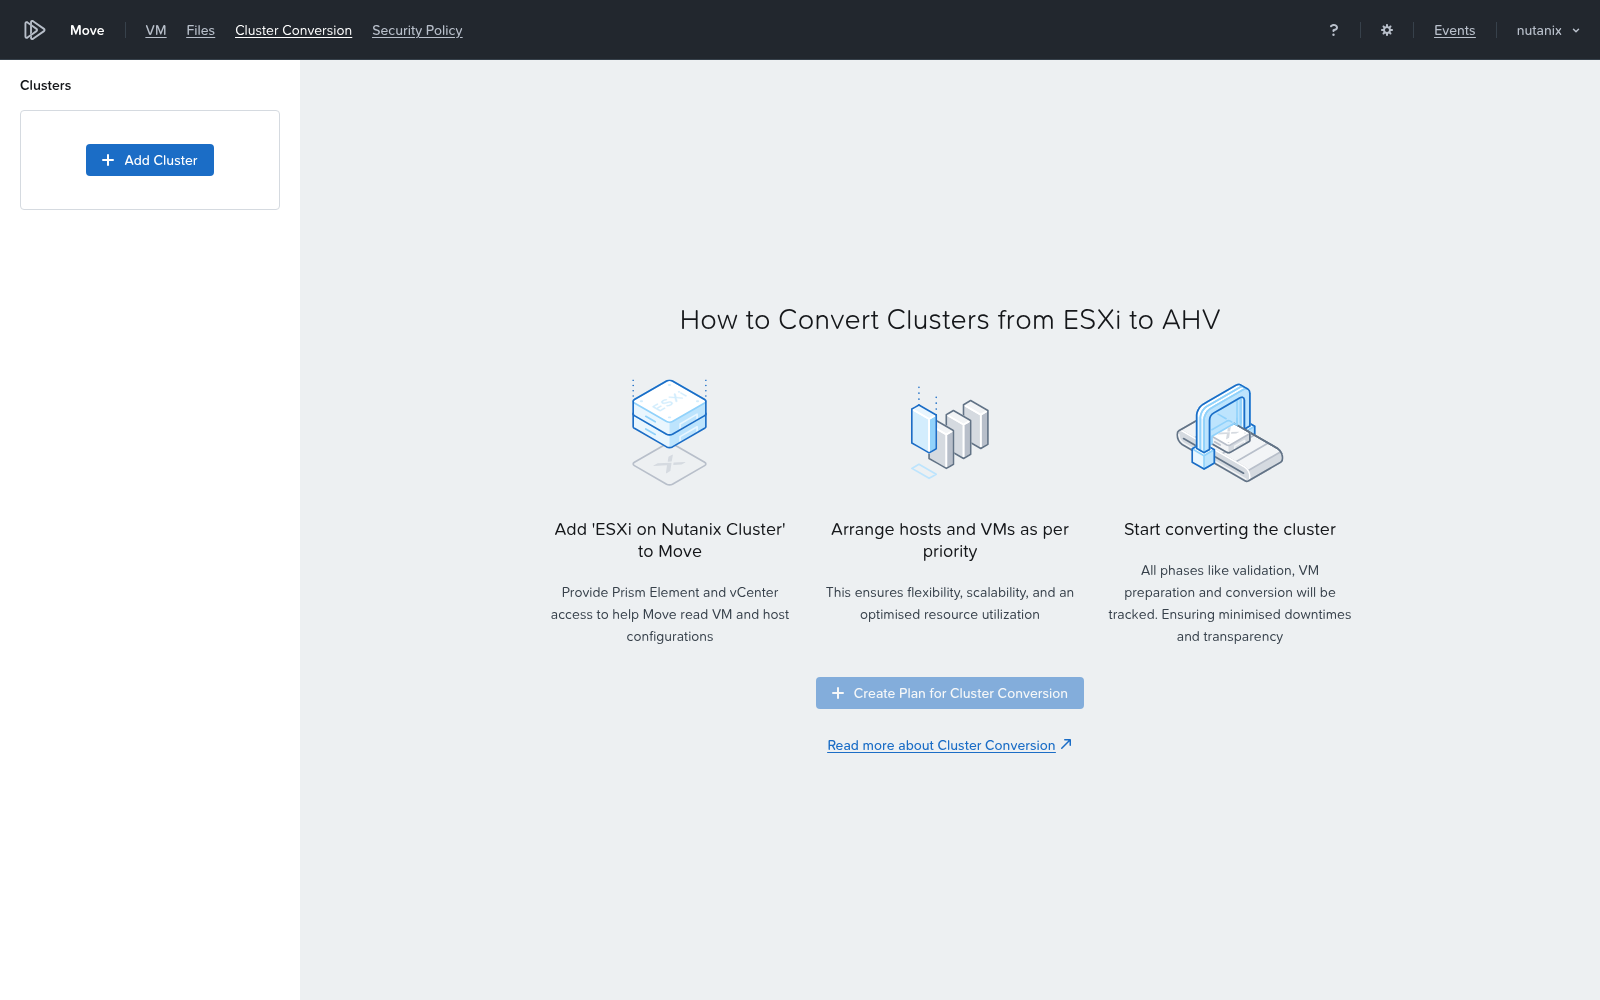 Move
VM
Files
Cluster Conversion
Security Policy
?
Events
nutanix
Clusters
Add Cluster
How to Convert Clusters from ESXi to AHV
ESXi
Add 'ESXi on Nutanix Cluster'
to Move
Provide Prism Element and vCenter
access to help Move read VM and host
configurations
Arrange hosts and VMs as per
priority
This ensures flexibility, scalability, and an
optimised resource utilization
Start converting the cluster
All phases like validation, VM
preparation and conversion will be
tracked. Ensuring minimised downtimes
and transparency
Create Plan for Cluster Conversion
Read more about Cluster Conversion